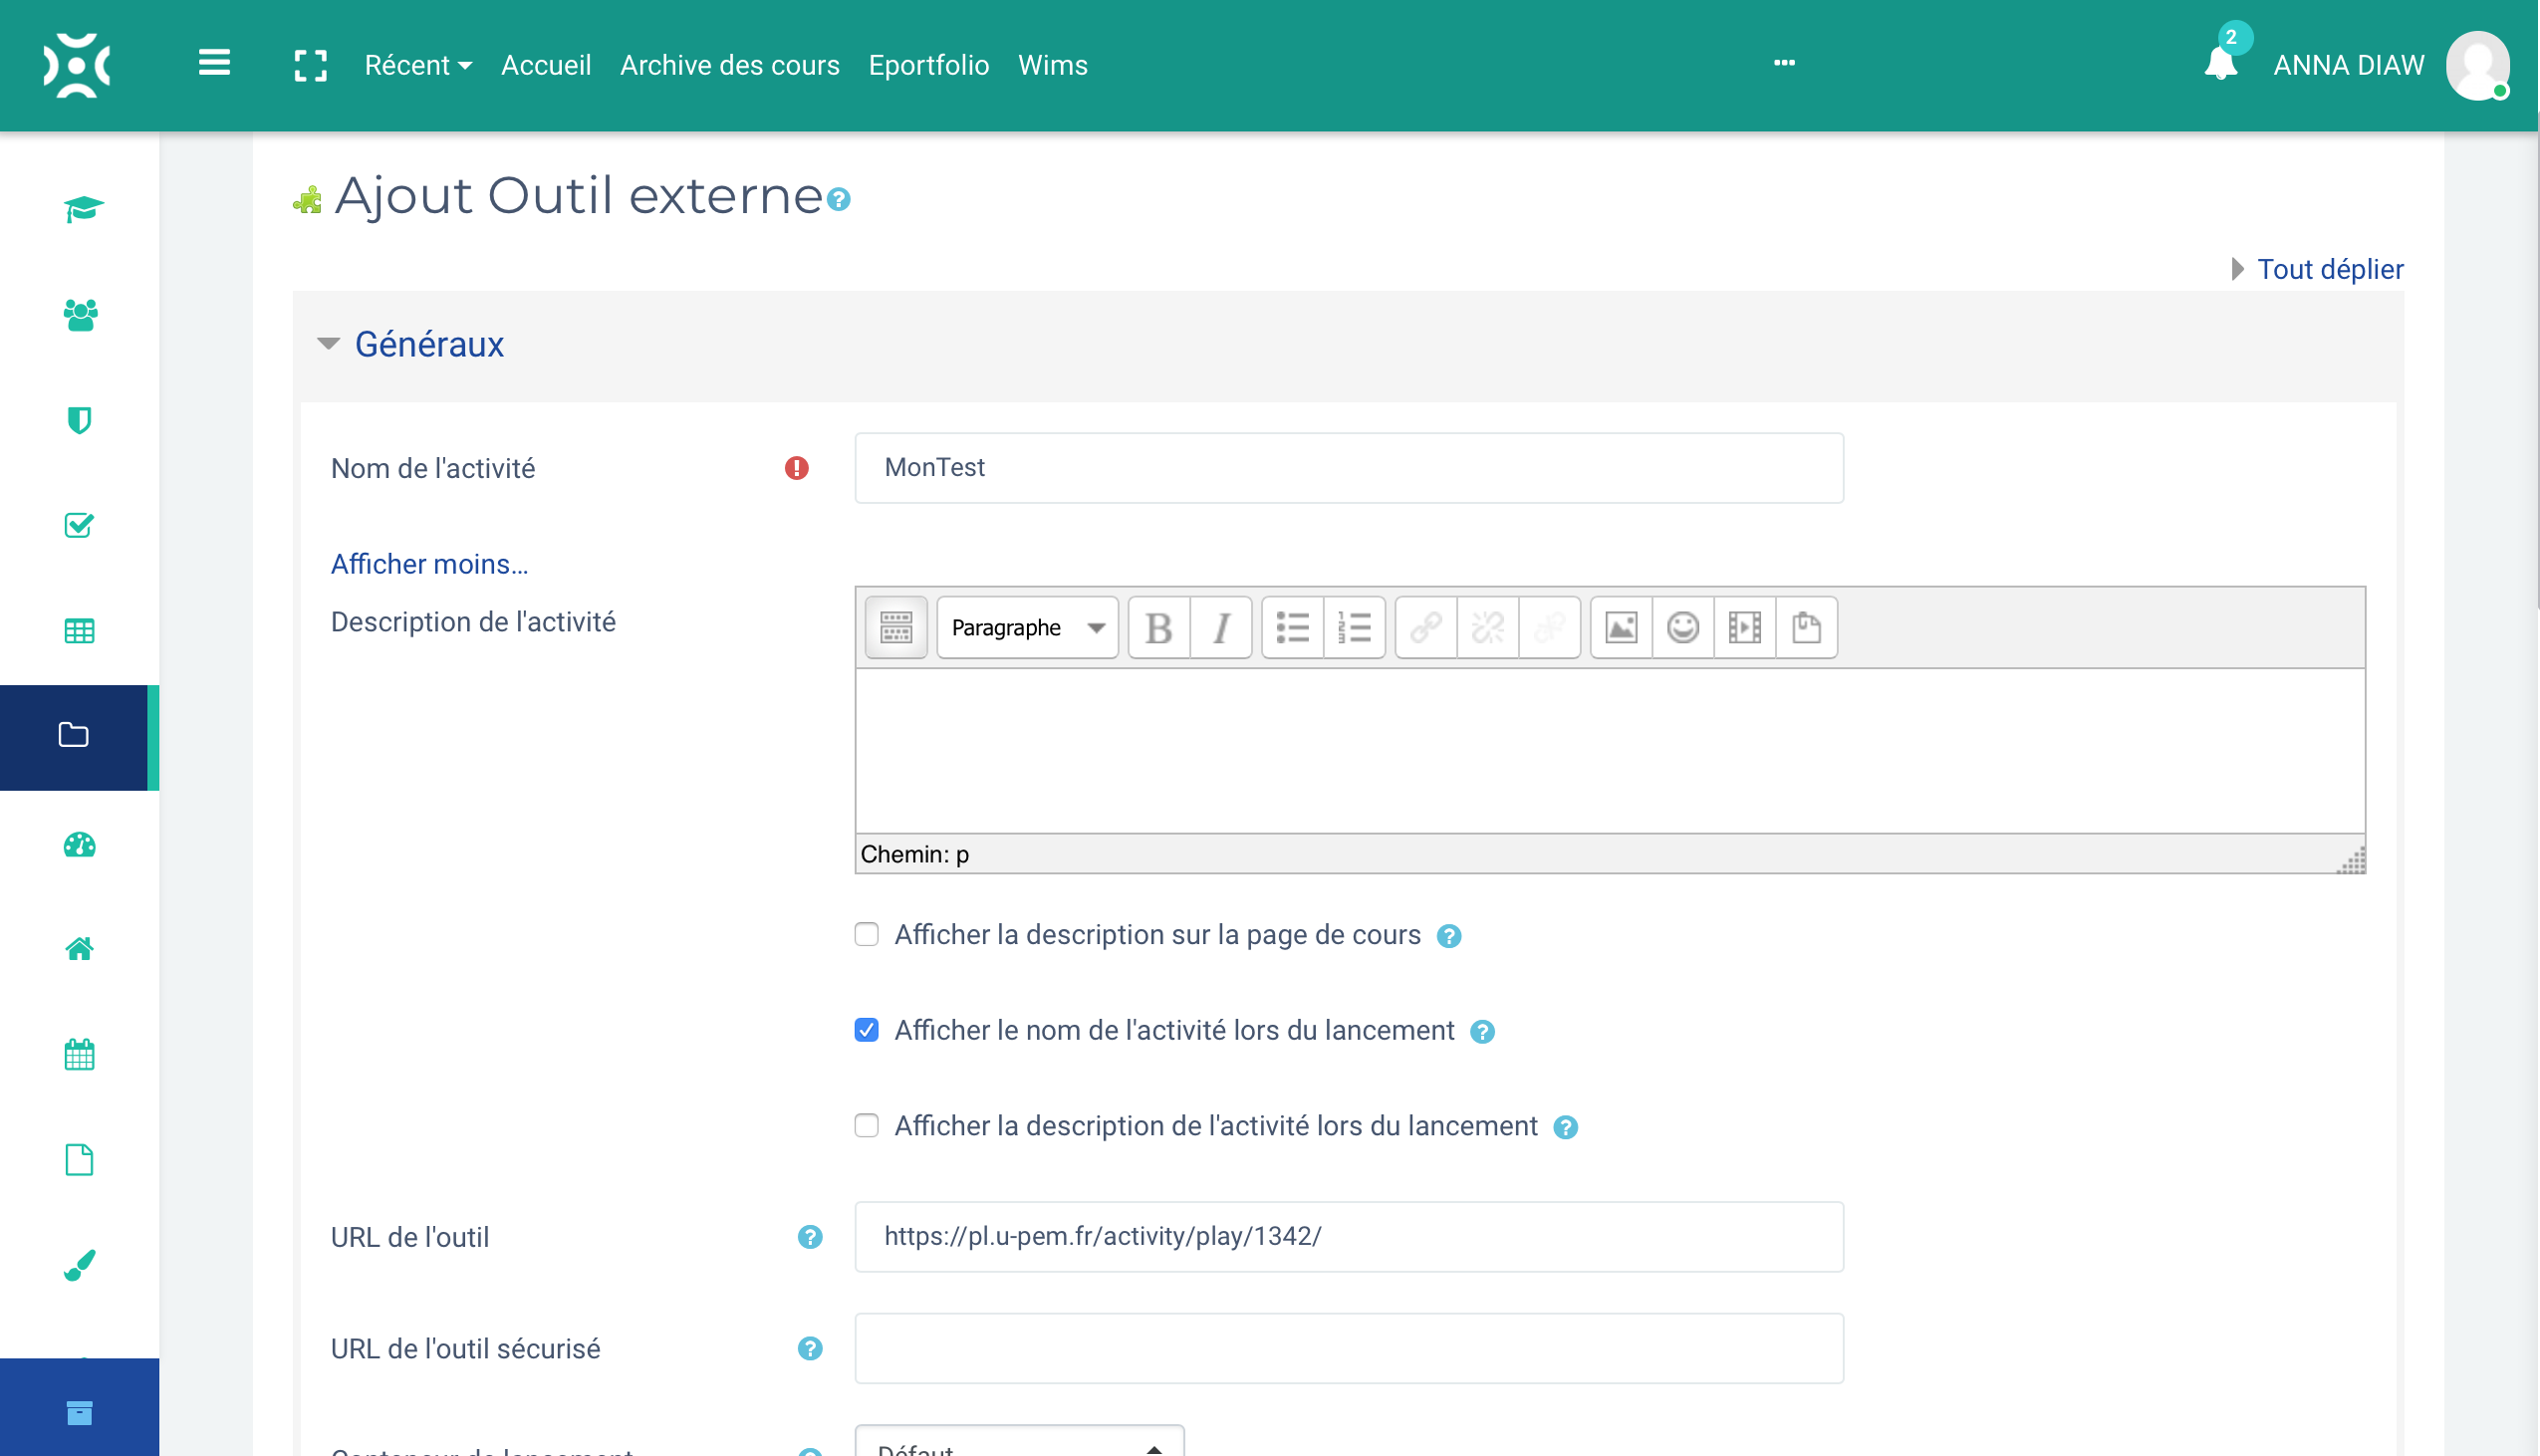 Récent Accueil Archive des cours Eportfolio Wims
2
ANNA DIAW
Ajout Outil externe
Tout déplier
Généraux
Nom de l'activité
MonTest
Afficher moins...
Description de l'activité
Paragraphe
B I
Chemin: p
Afficher la description sur la page de cours
Afficher le nom de l'activité lors du lancement
Afficher la description de l'activité lors du lancement
URL de l'outil
https://pl.u-pem.fr/activity/play/1342/
URL de l'outil sécurisé
Conteneur de lancement
Défaut